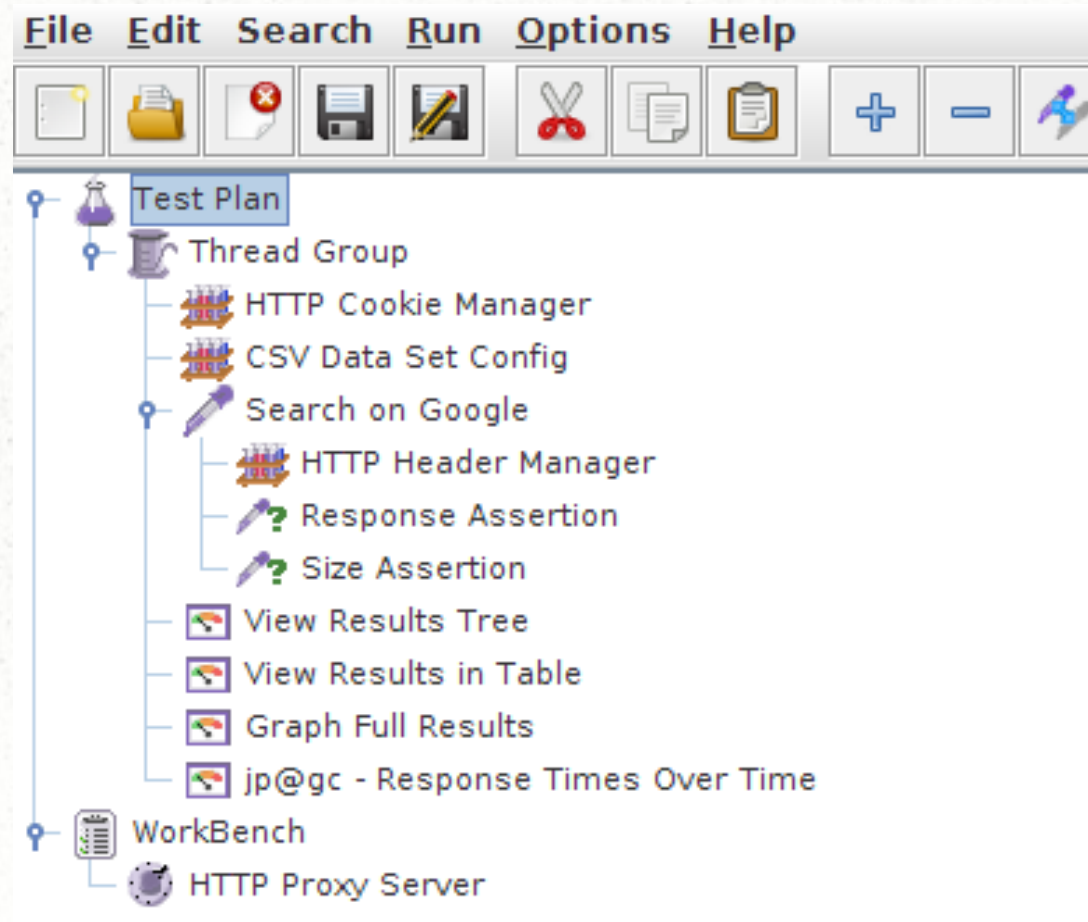 File Edit Search Run Options Help
Test Plan
Thread Group
HTTP Cookie Manager
CSV Data Set Config
Search on Google
HTTP Header Manager
Response Assertion
Size Assertion
View Results Tree
View Results in Table
Graph Full Results
jp@gc - Response Times Over Time
WorkBench
HTTP Proxy Server